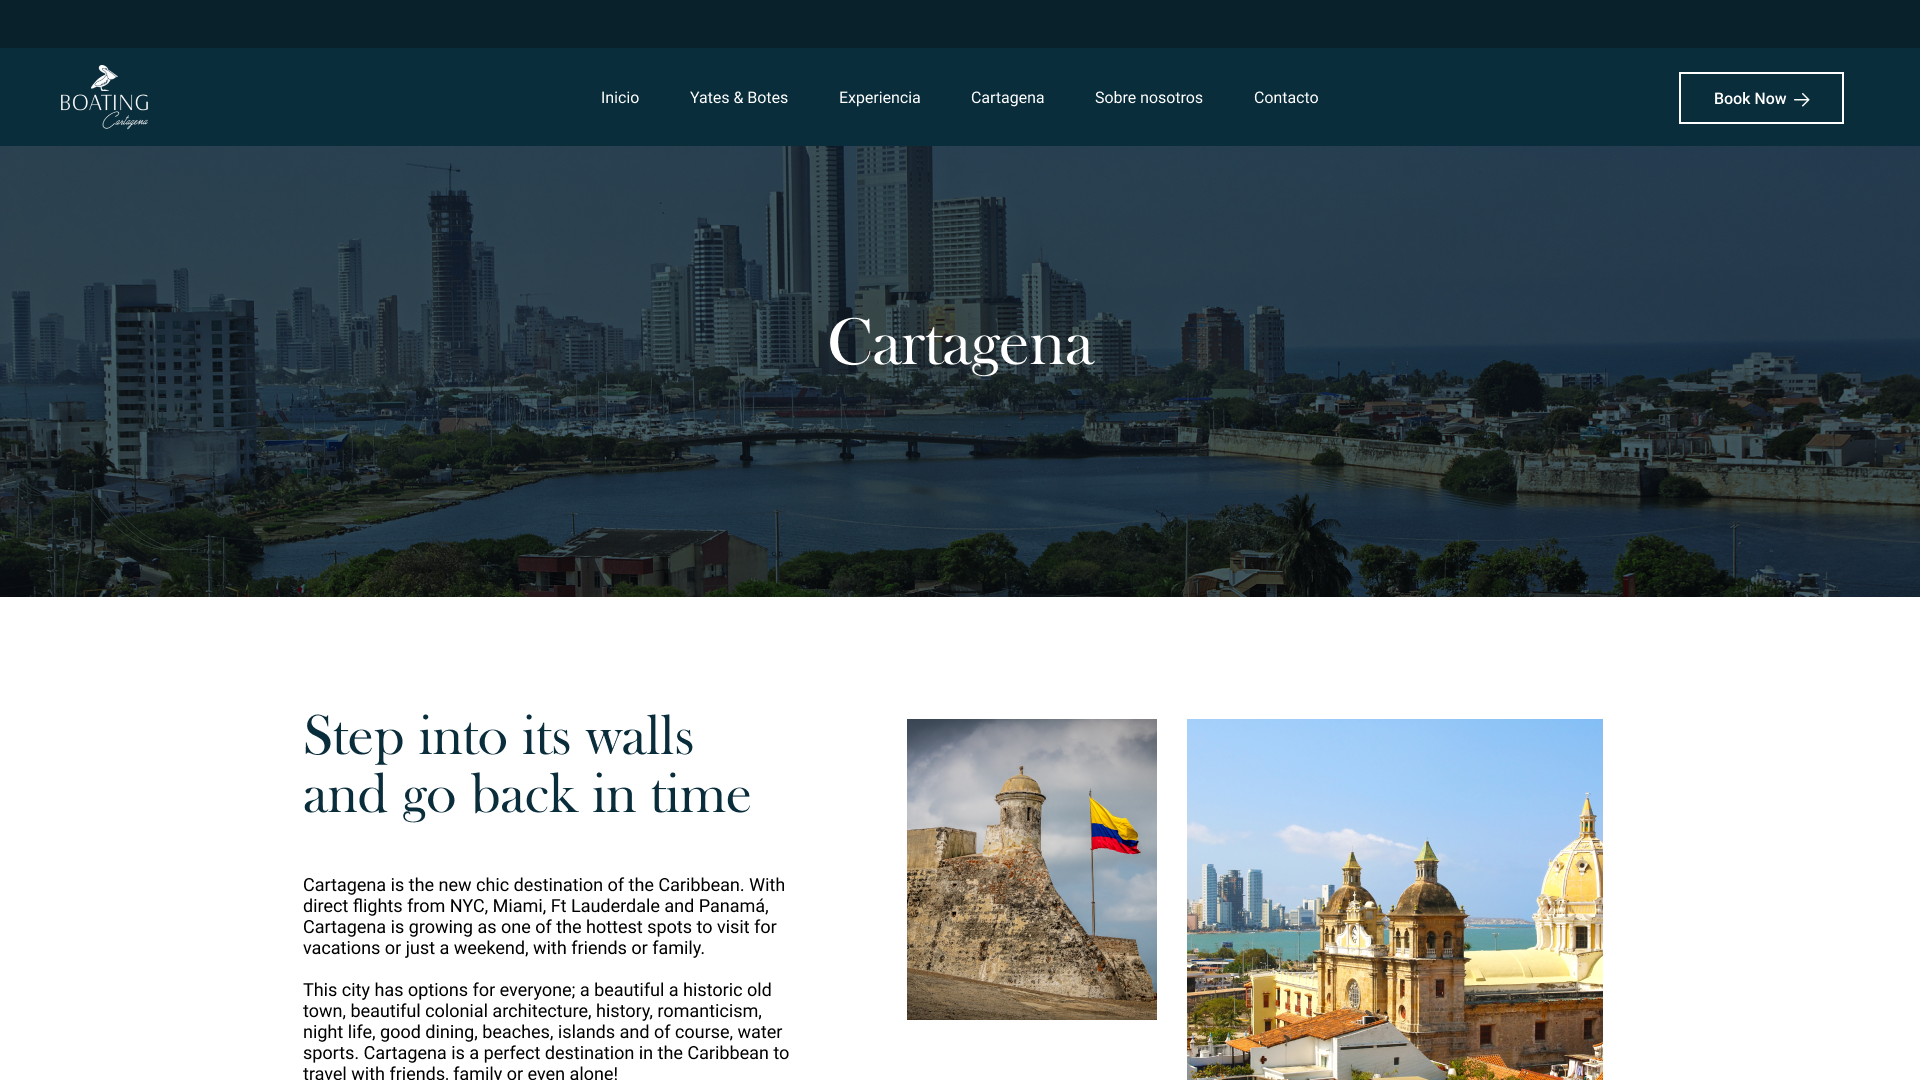 BOATING
Cartagena
Inicio
Yates & Botes
Experiencia
Cartagena
Sobre nosotros
Contacto
Book Now
Cartagena
Step into its walls
and go back in time
Cartagena is the new chic destination of the Caribbean. With
direct flights from NYC, Miami, Ft Lauderdale and Panamá,
Cartagena is growing as one of the hottest spots to visit for
vacations or just a weekend, with friends or family.
This city has options for everyone; a beautiful a historic old
town, beautiful colonial architecture, history, romanticism,
night life, good dining, beaches, islands and of course, water
sports. Cartagena is a perfect destination in the Caribbean to
travel with friends, family or even alone!